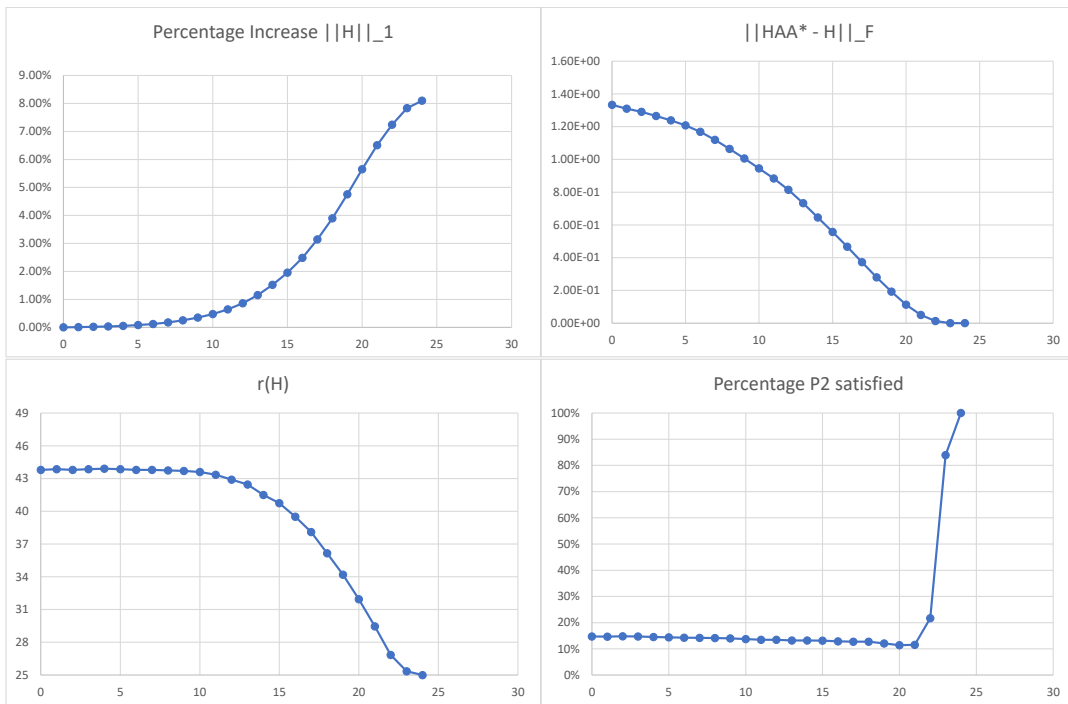 Percentage Increase ||H||_1
9.00%
8.00%
7.00%
6.00%
5.00%
4.00%
3.00%
2.00%
1.00%
0.00%
0 5 10 15 20 25 30
||HAA* - H||_F
1.60E+00
1.40E+00
1.20E+00
1.00E+00
8.00E-01
6.00E-01
4.00E-01
2.00E-01
0.00E+00
0 5 10 15 20 25 30
r(H)
49
46
43
40
37
34
31
28
25
0 5 10 15 20 25 30
Percentage P2 satisfied
100%
90%
80%
70%
60%
50%
40%
30%
20%
10%
0%
0 5 10 15 20 25 30